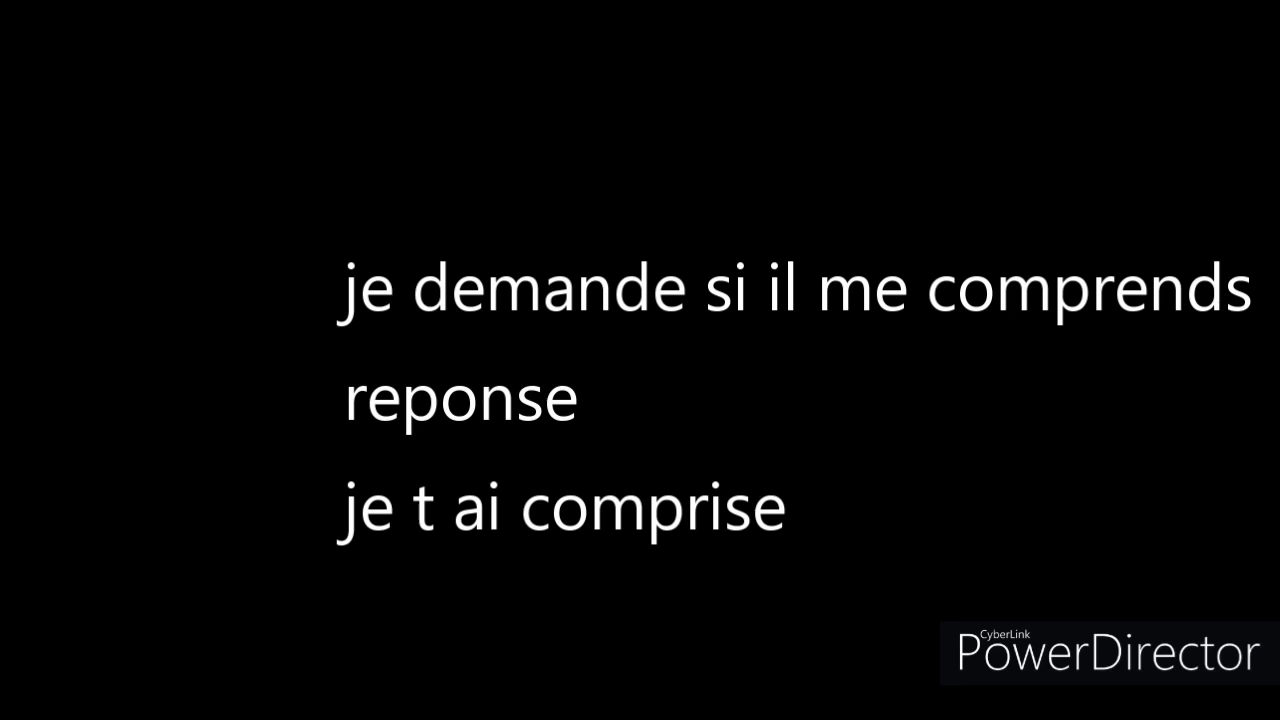 je demande si il me comprends
reponse
je t ai comprise
CyberLink
PowerDirector